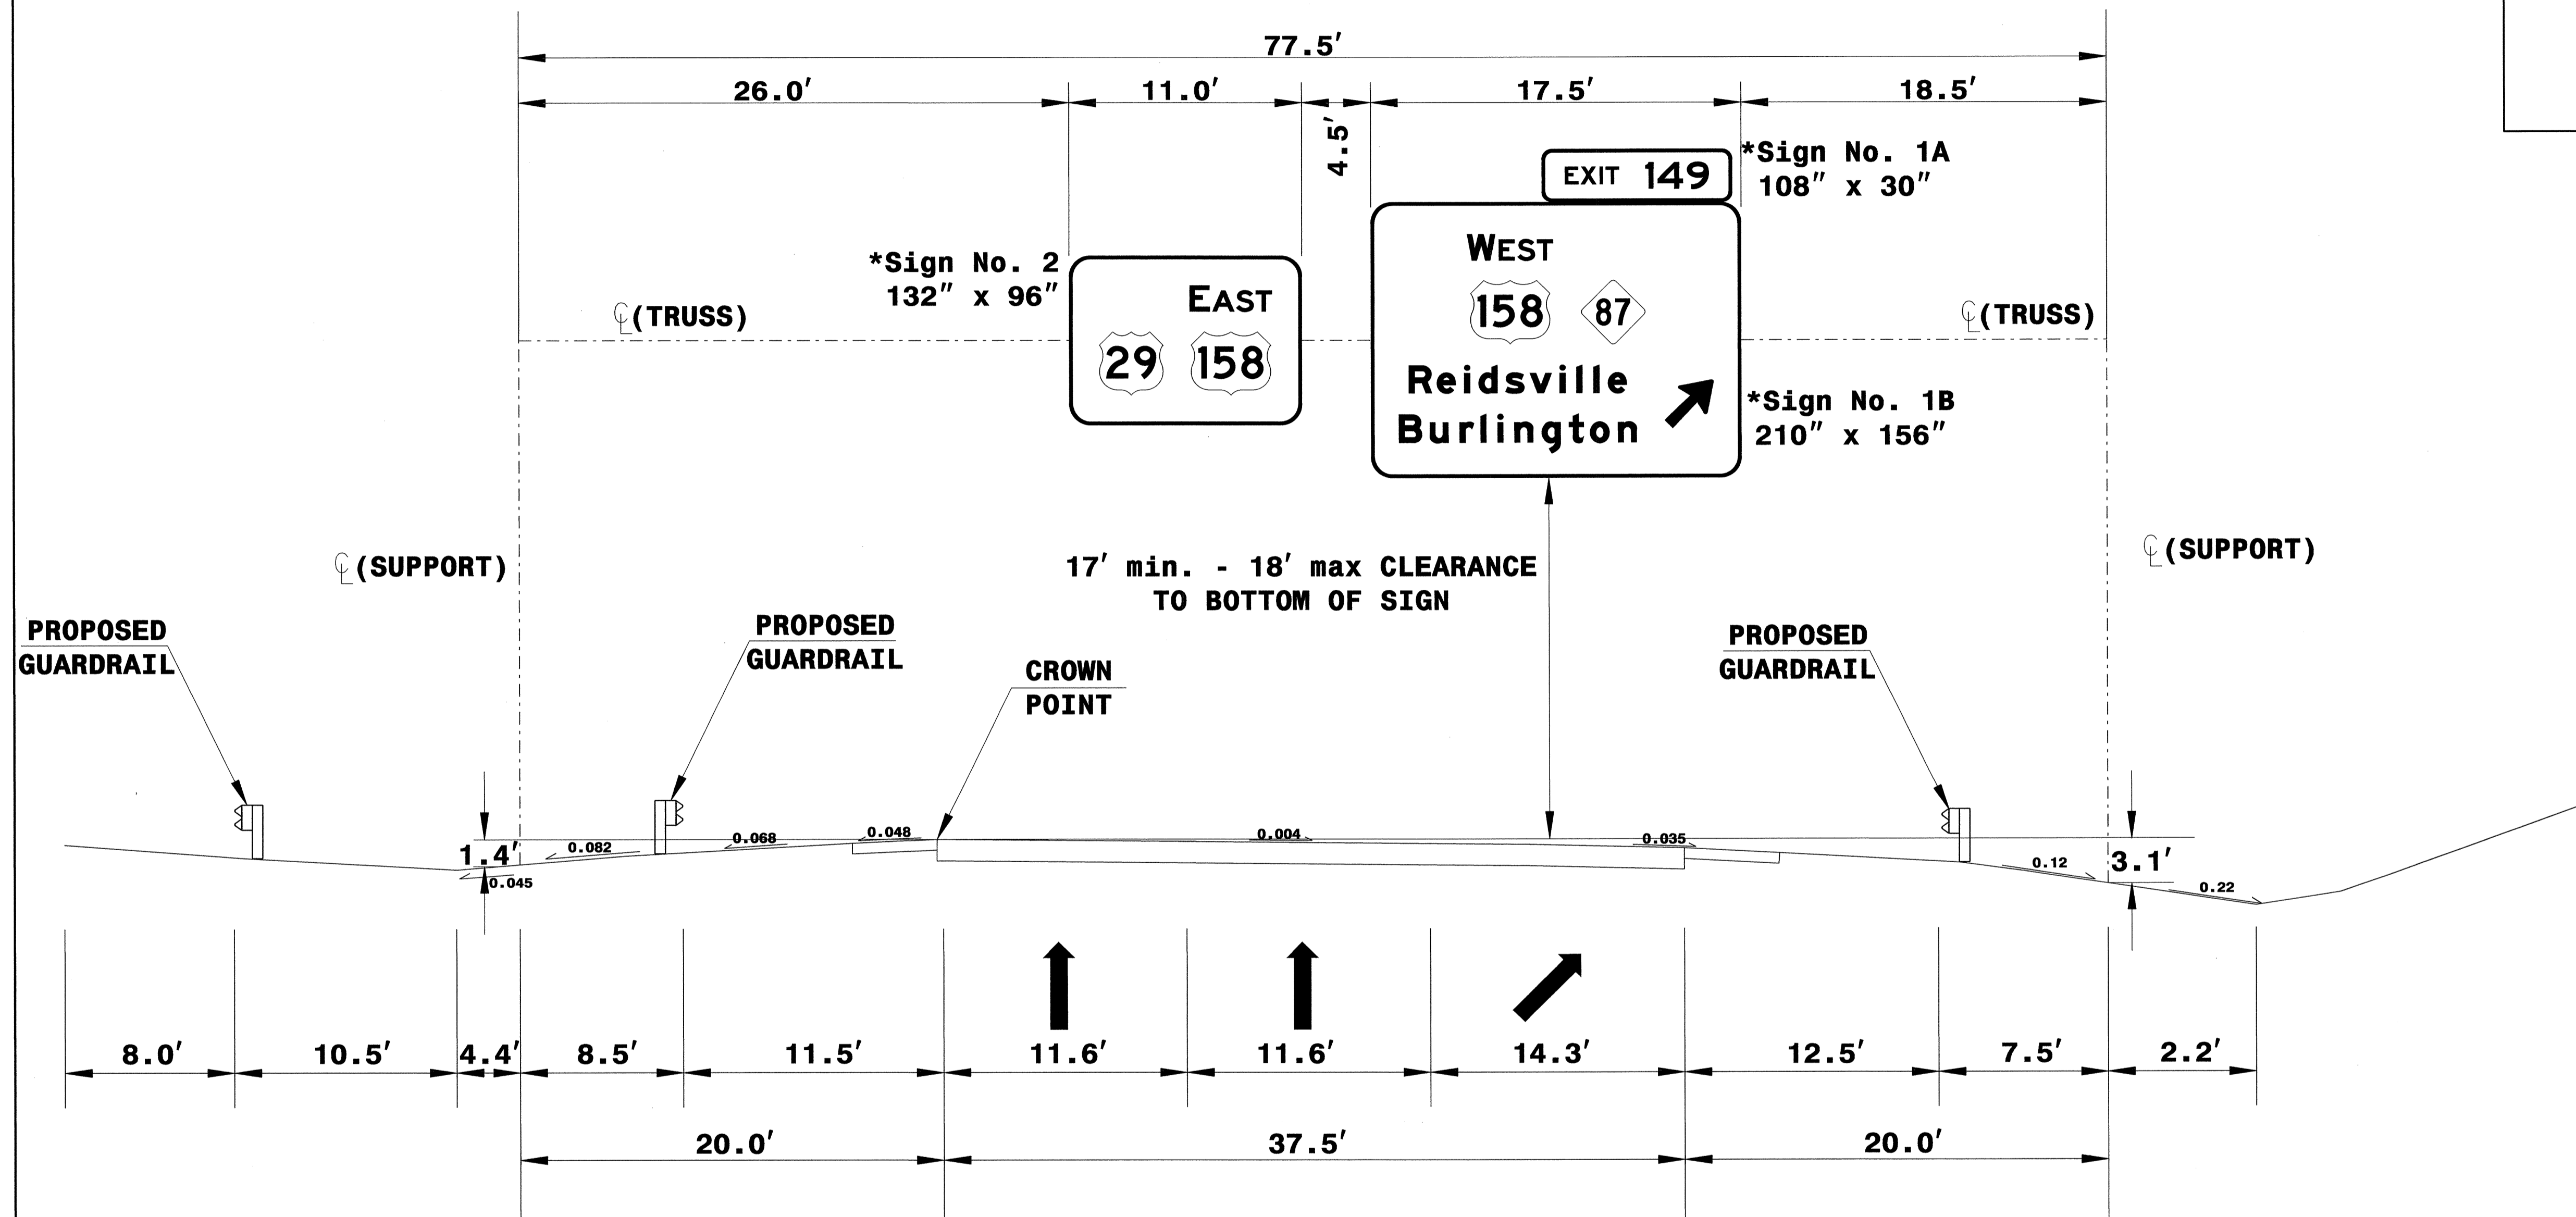 77.5'
26.0'
11.0'
4.5'
17.5'
18.5'
EXIT 149
*Sign No. 1A
108" x 30"
WEST
158 87
Reidsville
Burlington
*Sign No. 1B
210" x 156"
*Sign No. 2
132" x 96"
EAST
29 158
℄(TRUSS)
℄(TRUSS)
℄(SUPPORT)
℄(SUPPORT)
17' min. - 18' max CLEARANCE
TO BOTTOM OF SIGN
PROPOSED
GUARDRAIL
PROPOSED
GUARDRAIL
CROWN
POINT
PROPOSED
GUARDRAIL
1.4'
0.045
0.082
0.068
0.048
0.004
0.035
0.12
3.1'
0.22
8.0'
10.5'
4.4'
8.5'
11.5'
11.6'
11.6'
14.3'
12.5'
7.5'
2.2'
20.0'
37.5'
20.0'